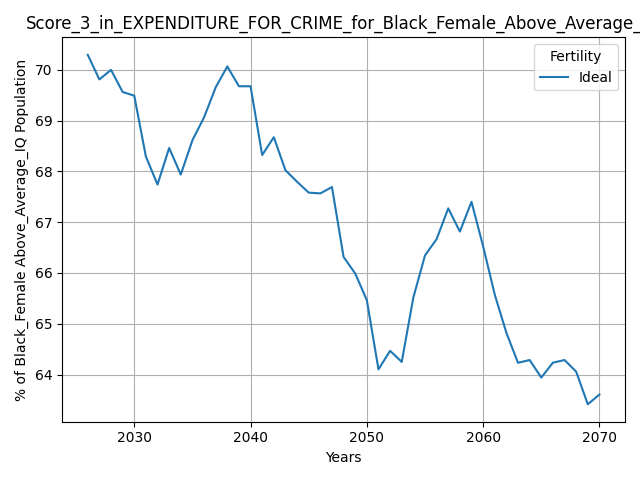 Score_3_in_EXPENDITURE_FOR_CRIME_for_Black_Female_Above_Average_
Fertility
Ideal
% of Black_Female Above_Average_IQ Population
70
69
68
67
66
65
64
2030
2040
2050
2060
2070
Years